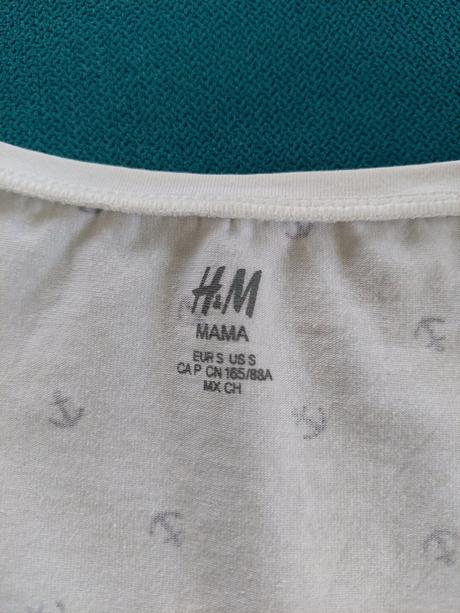 H&M
MAMA
EUR S US S
CA P CN 165/88A
MX CH